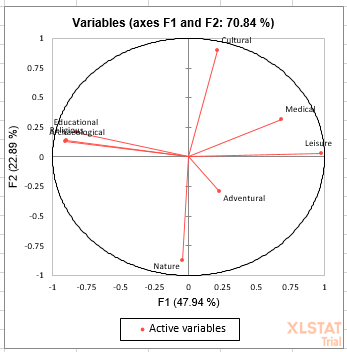 Variables (axes F1 and F2: 70.84 %)
1
Cultural
0.75
0.5
Medical
Educational
0.25
Religious
Archaeological
Leisure
0
F2 (22.89 %)
-0.25
Adventural
-0.5
-0.75
Nature
-1
-1 -0.75 -0.5 -0.25 0 0.25 0.5 0.75 1
F1 (47.94 %)
Active variables
XLSTAT
Trial